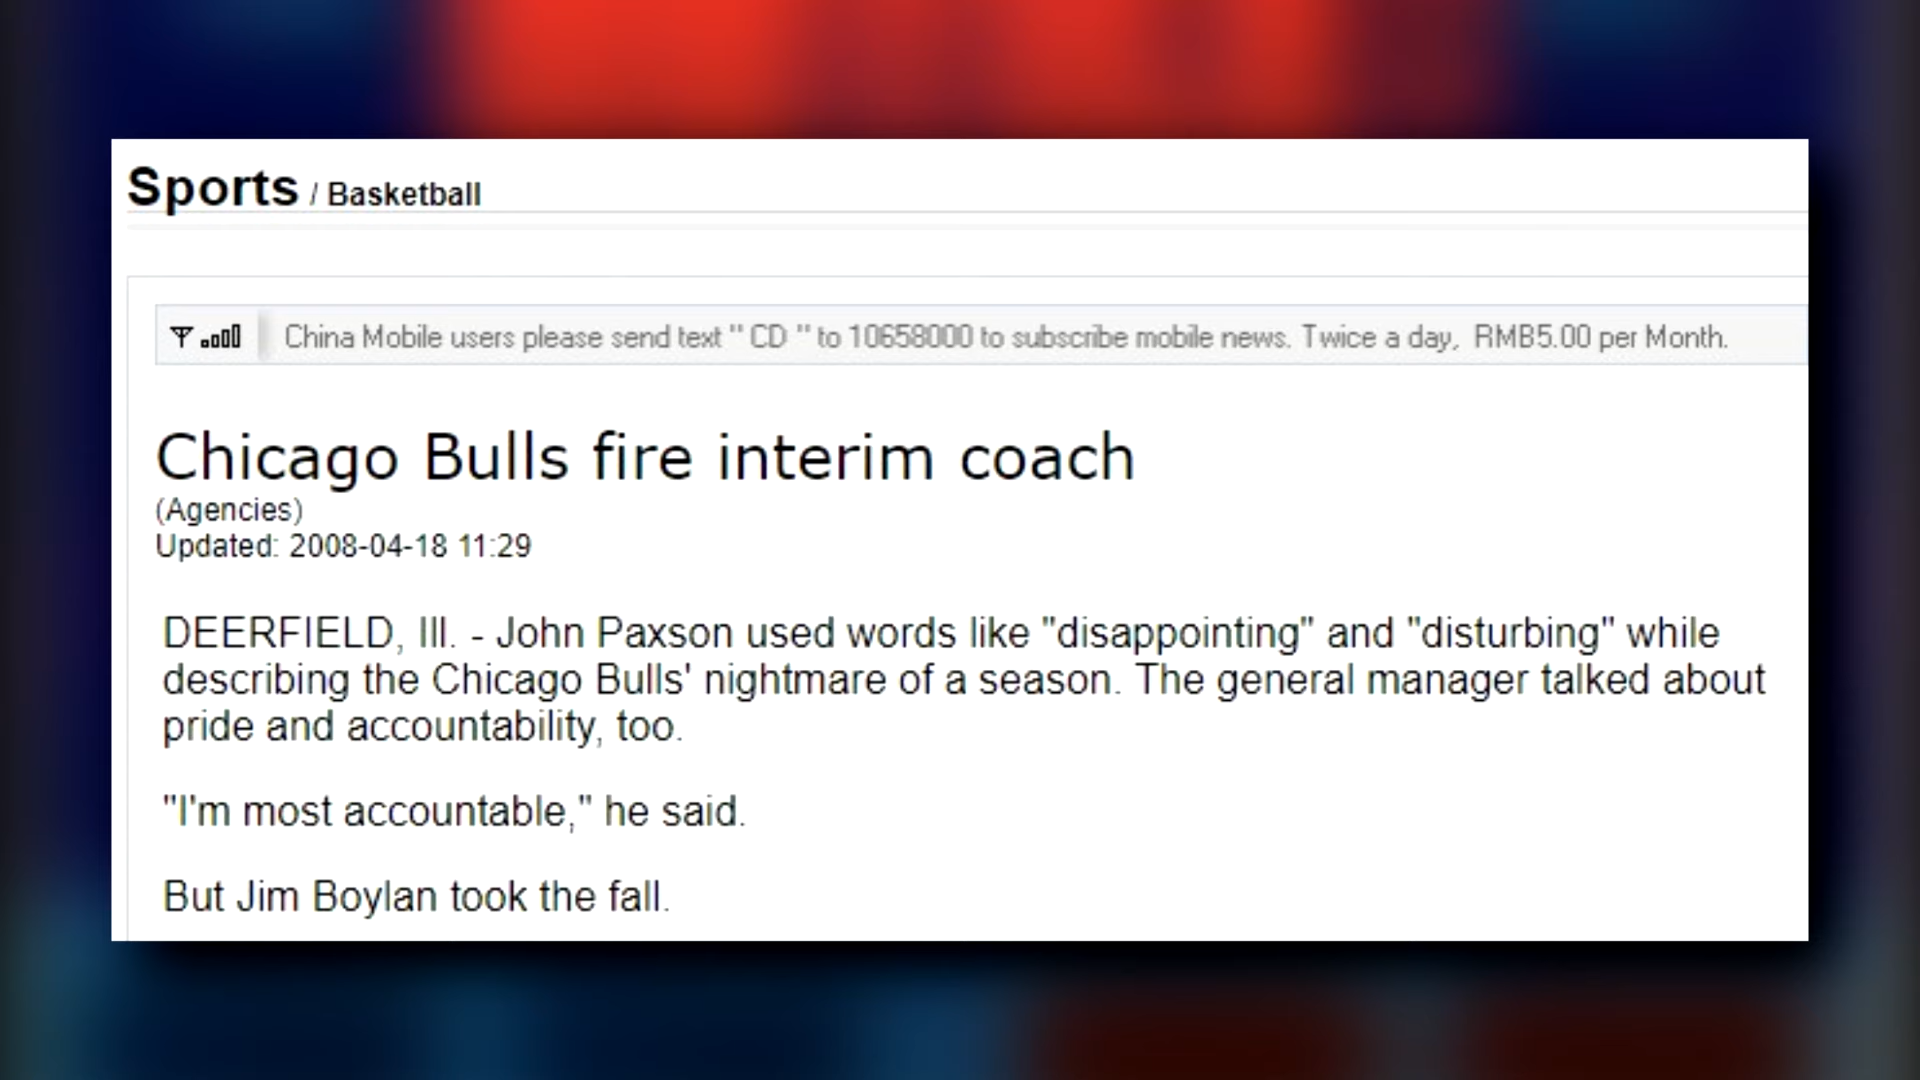 Sports / Basketball
China Mobile users please send text " CD " to 10658000 to subscribe mobile news. Twice a day, RMB5.00 per Month.
Chicago Bulls fire interim coach
(Agencies)
Updated: 2008-04-18 11:29
DEERFIELD, Ill. - John Paxson used words like "disappointing" and "disturbing" while
describing the Chicago Bulls' nightmare of a season. The general manager talked about
pride and accountability, too.
"I'm most accountable," he said.
But Jim Boylan took the fall.